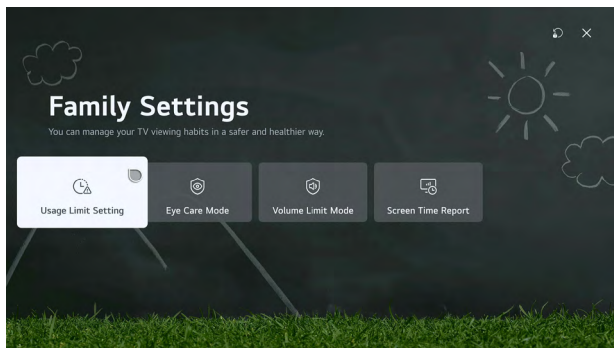 Family Settings
You can manage your TV viewing habits in a safer and healthier way.
Usage Limit Setting
Eye Care Mode
Volume Limit Mode
Screen Time Report